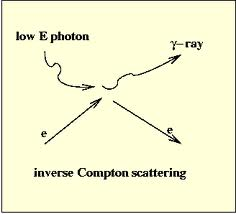 low E photon
γ-ray
e
e
inverse Compton scattering